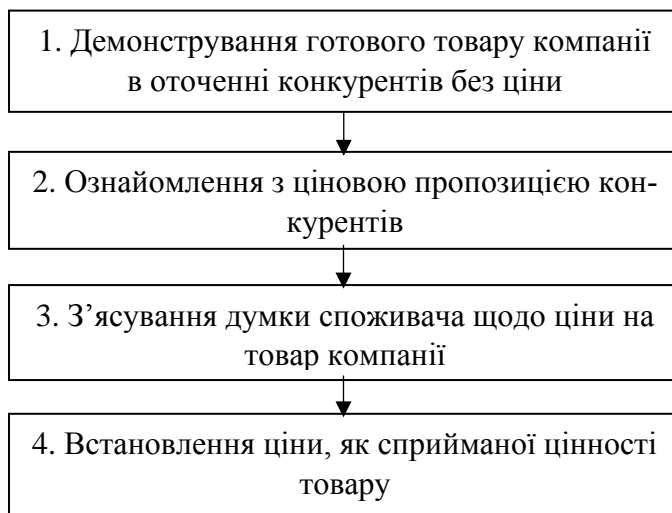 1. Демонстрування готового товару компанії
в оточенні конкурентів без ціни
2. Ознайомлення з ціновою пропозицією кон-
курентів
3. З’ясування думки споживача щодо ціни на
товар компанії
4. Встановлення ціни, як сприйманої цінності
товару